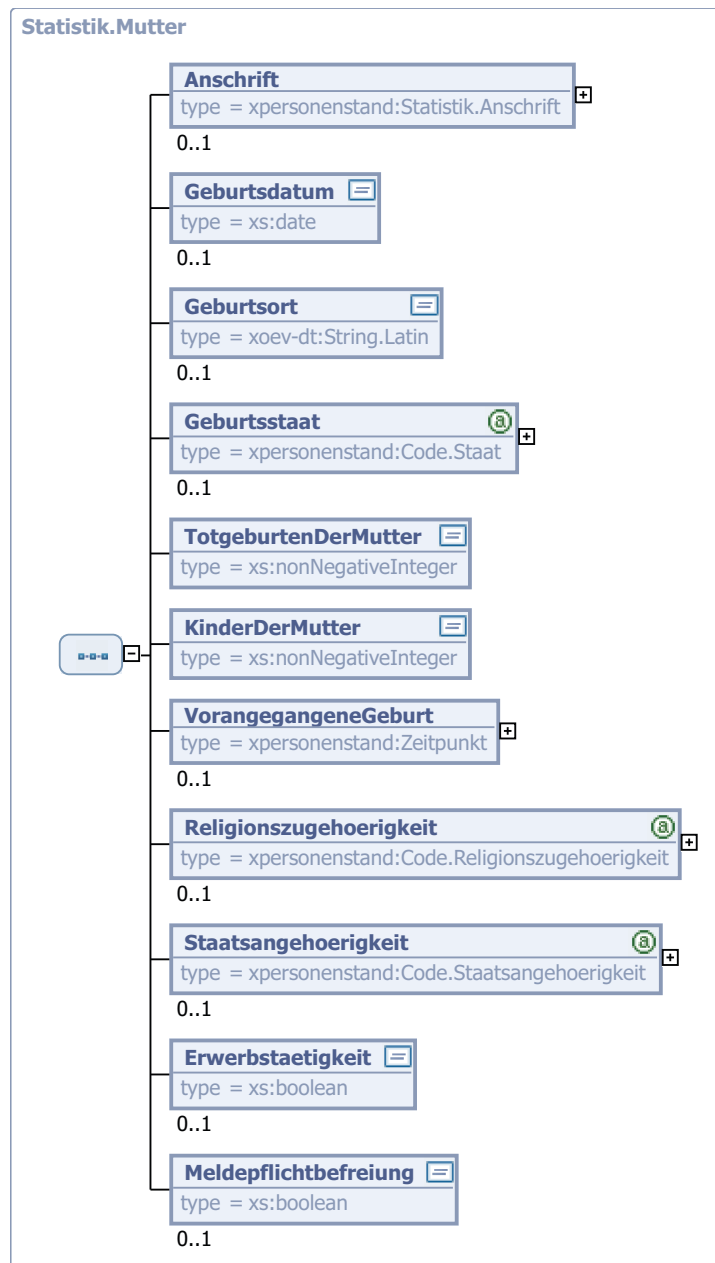 Statistik.Mutter
Anschrift
type = xpersonenstand:Statistik.Anschrift
0..1
Geburtsdatum
type = xs:date
0..1
Geburtsort
type = xoev-dt:String.Latin
0..1
Geburtsstaat
type = xpersonenstand:Code.Staat
0..1
TotgeburtenDerMutter
type = xs:nonNegativeInteger
KinderDerMutter
type = xs:nonNegativeInteger
VorangegangeneGeburt
type = xpersonenstand:Zeitpunkt
0..1
Religionszugehoerigkeit
type = xpersonenstand:Code.Religionszugehoerigkeit
0..1
Staatsangehoerigkeit
type = xpersonenstand:Code.Staatsangehoerigkeit
0..1
Erwerbstaetigkeit
type = xs:boolean
0..1
Meldepflichtbefreiung
type = xs:boolean
0..1